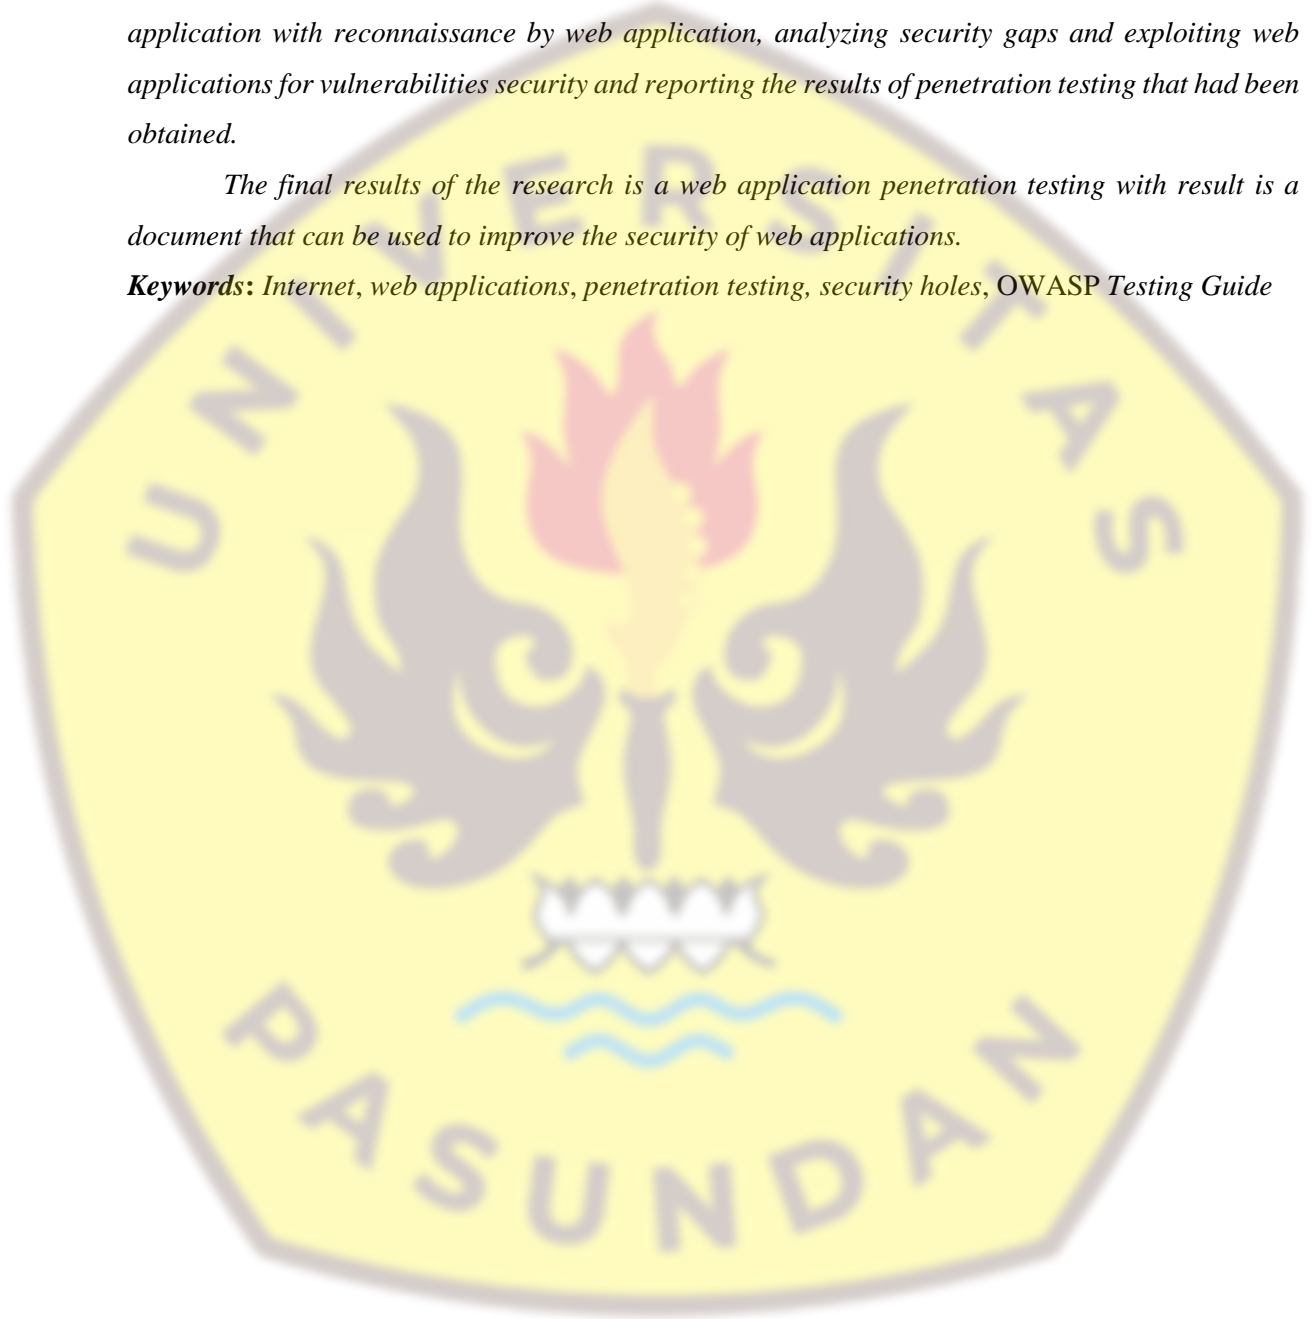 application with reconnaissance by web application, analyzing security gaps and exploiting web
applications for vulnerabilities security and reporting the results of penetration testing that had been
obtained.
The final results of the research is a web application penetration testing with result is a
document that can be used to improve the security of web applications.
Keywords: Internet, web applications, penetration testing, security holes, OWASP Testing Guide
UNIVERSITAS
PASUNDAN